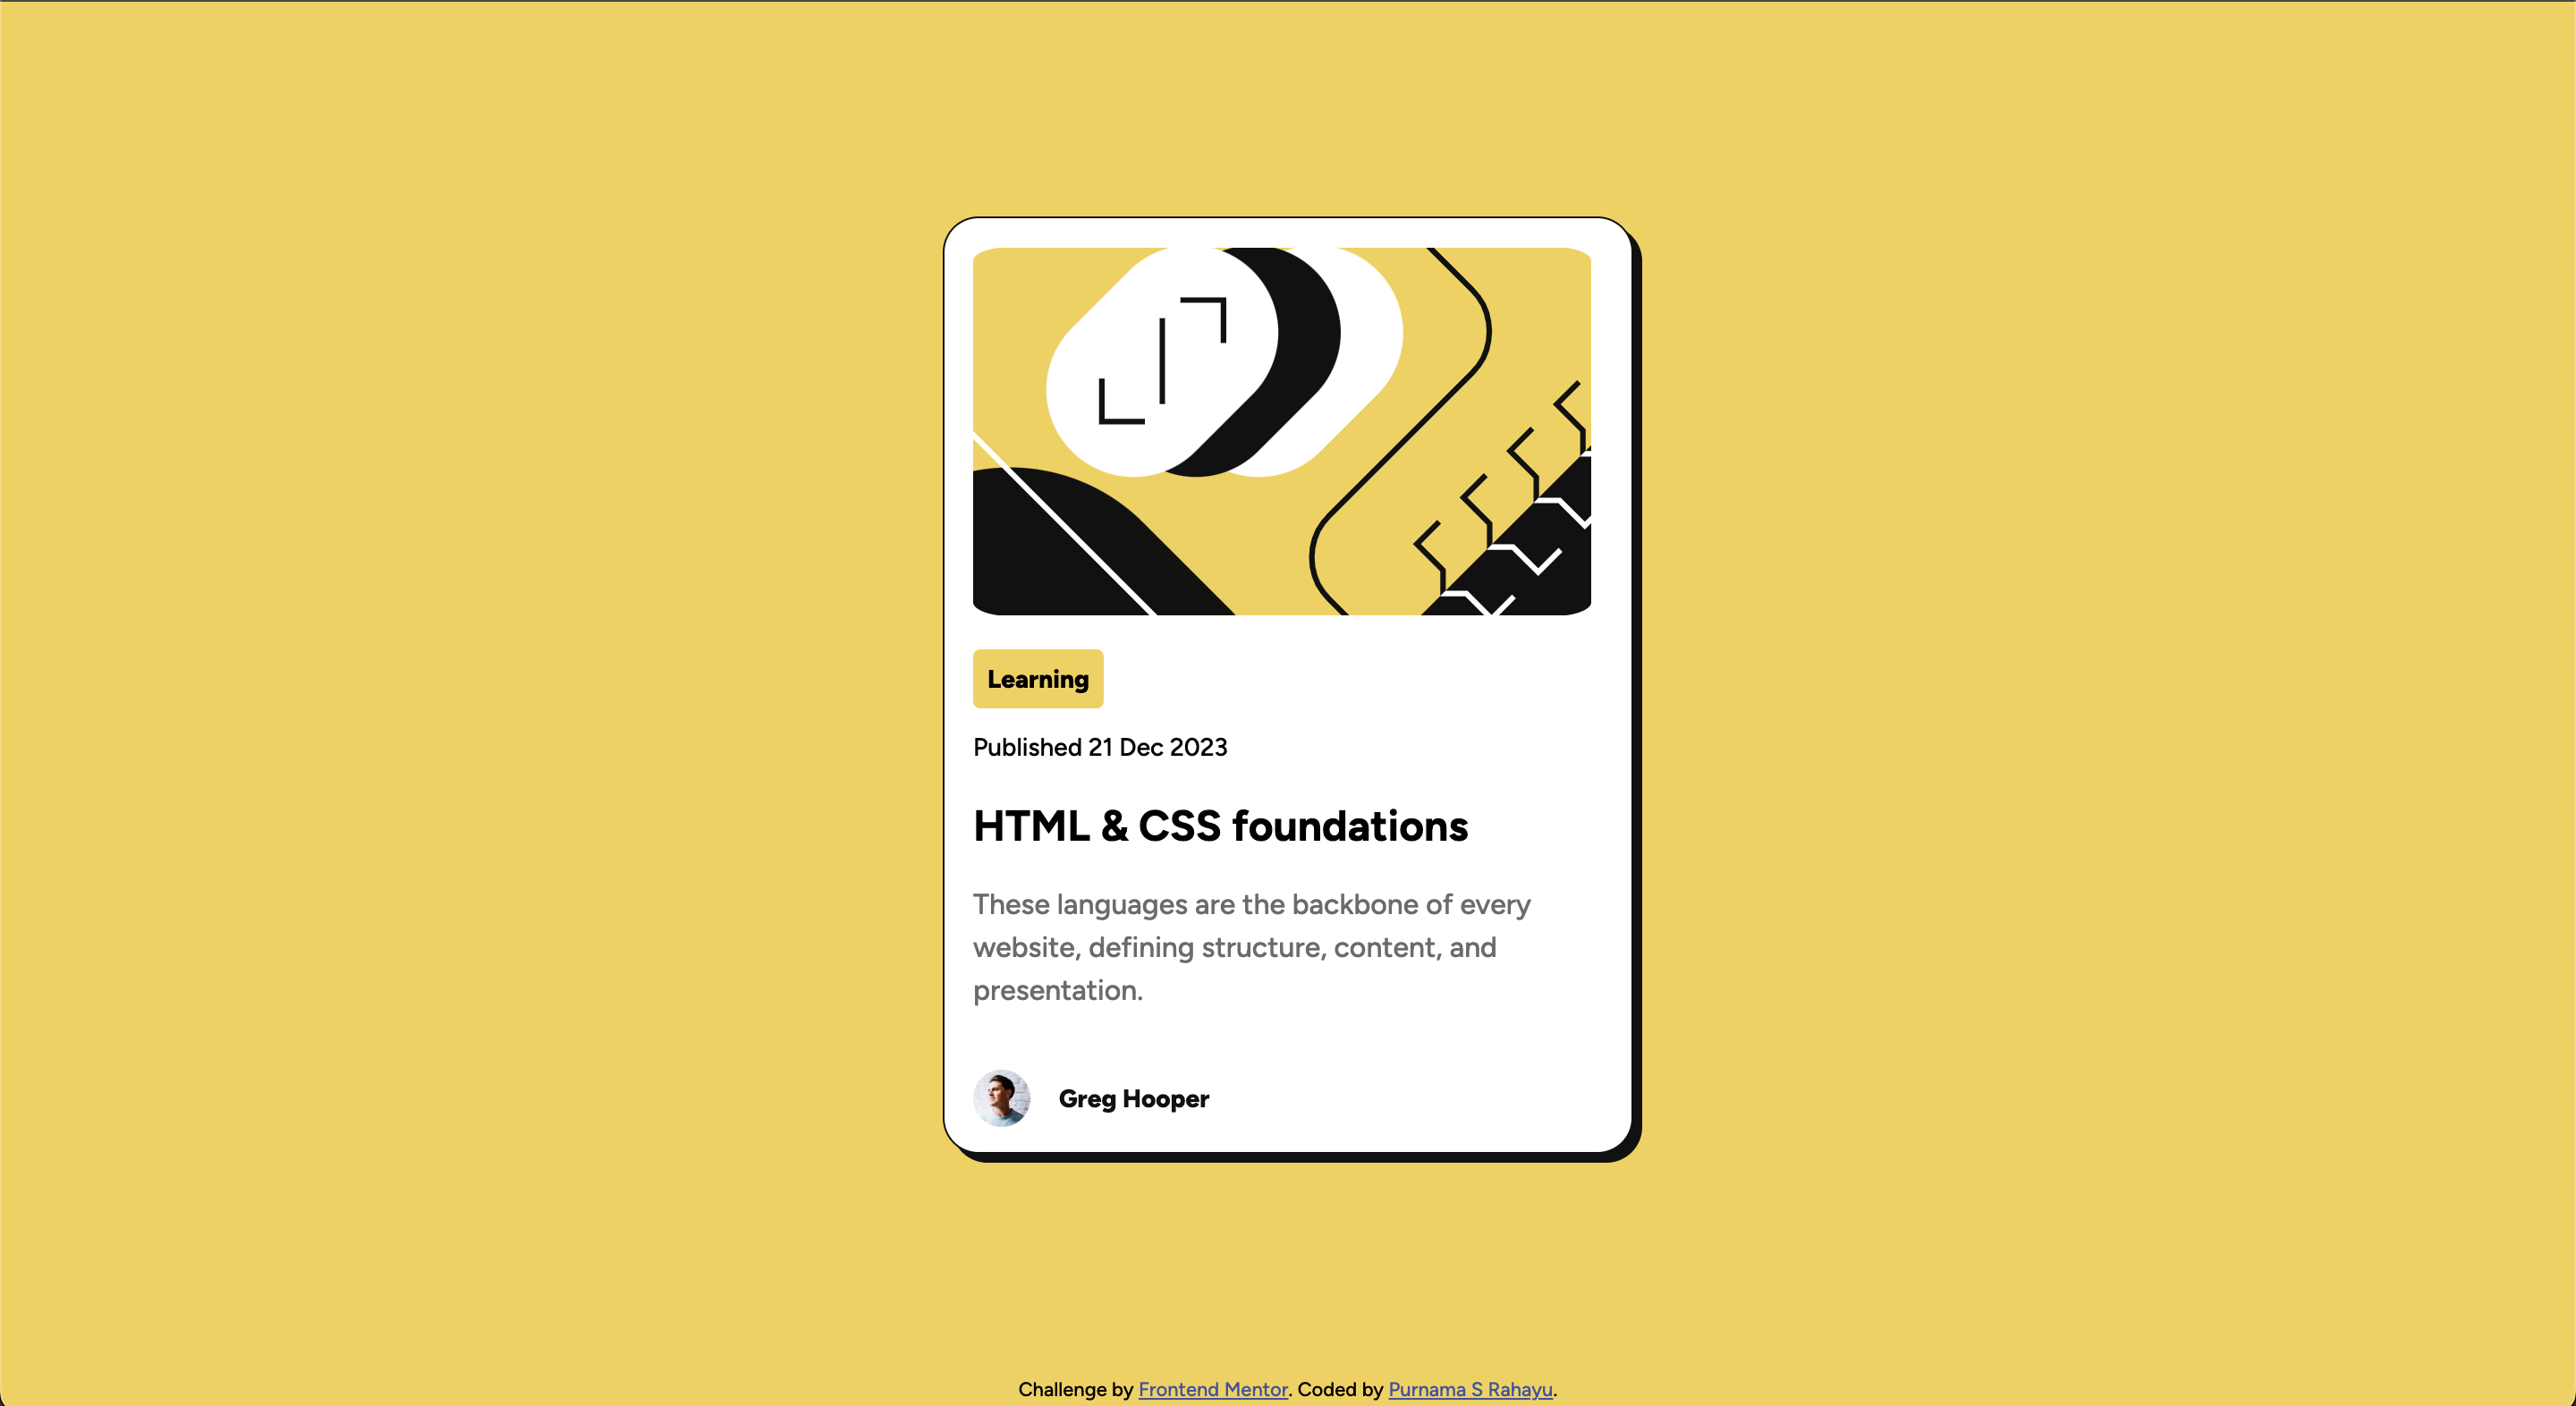 Learning
Published 21 Dec 2023
HTML & CSS foundations
These languages are the backbone of every
website, defining structure, content, and
presentation.
Greg Hooper
Challenge by Frontend Mentor. Coded by Purnama S Rahayu.